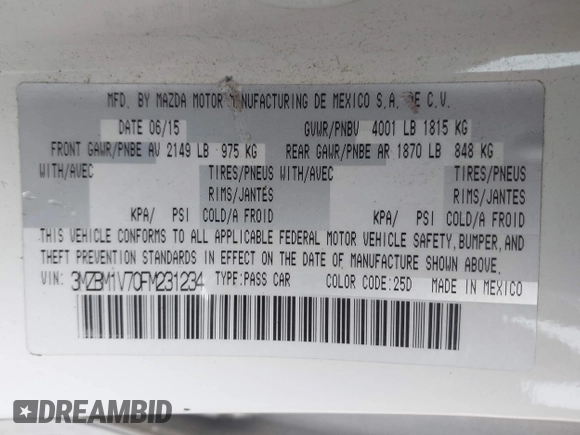 MFD. BY MAZDA MOTOR MANUFACTURING DE MEXICO S.A. DE C.V.
DATE 06/15 GVWR/PNBV 4001 LB 1815 KG
FRONT GAWR/PNBE AV 2149 LB 975 KG REAR GAWR/PNBE AR 1870 LB 848 KG
WITH/AVEC TIRES/PNEUS WITH/AVEC TIRES/PNEUS
RIMS/JANTES RIMS/JANTES
KPA/ PSI COLD/A FROID KPA/ PSI COLD/A FROID
THIS VEHICLE CONFORMS TO ALL APPLICABLE FEDERAL MOTOR VEHICLE SAFETY, BUMPER, AND
THEFT PREVENTION STANDARDS IN EFFECT ON THE DATE OF MANUFACTURE SHOWN ABOVE.
VIN: 3MZBM1V70FM231234 TYPE:PASS CAR COLOR CODE:25D MADE IN MEXICO
DREAMBID